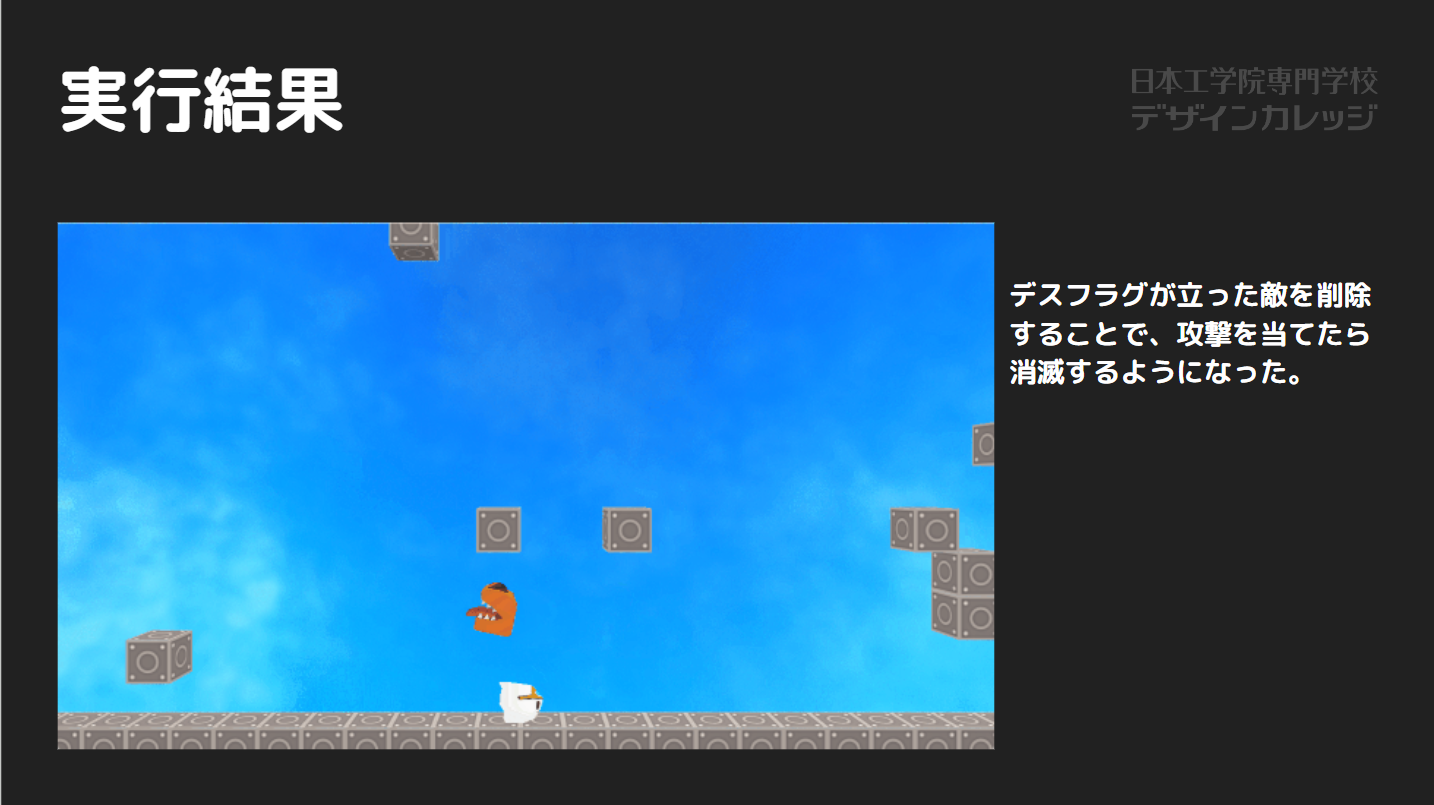 実行結果
日本工学院専門学校
デザインカレッジ
デスフラグが立った敵を削除
することで、攻撃を当てたら
消滅するようになった。